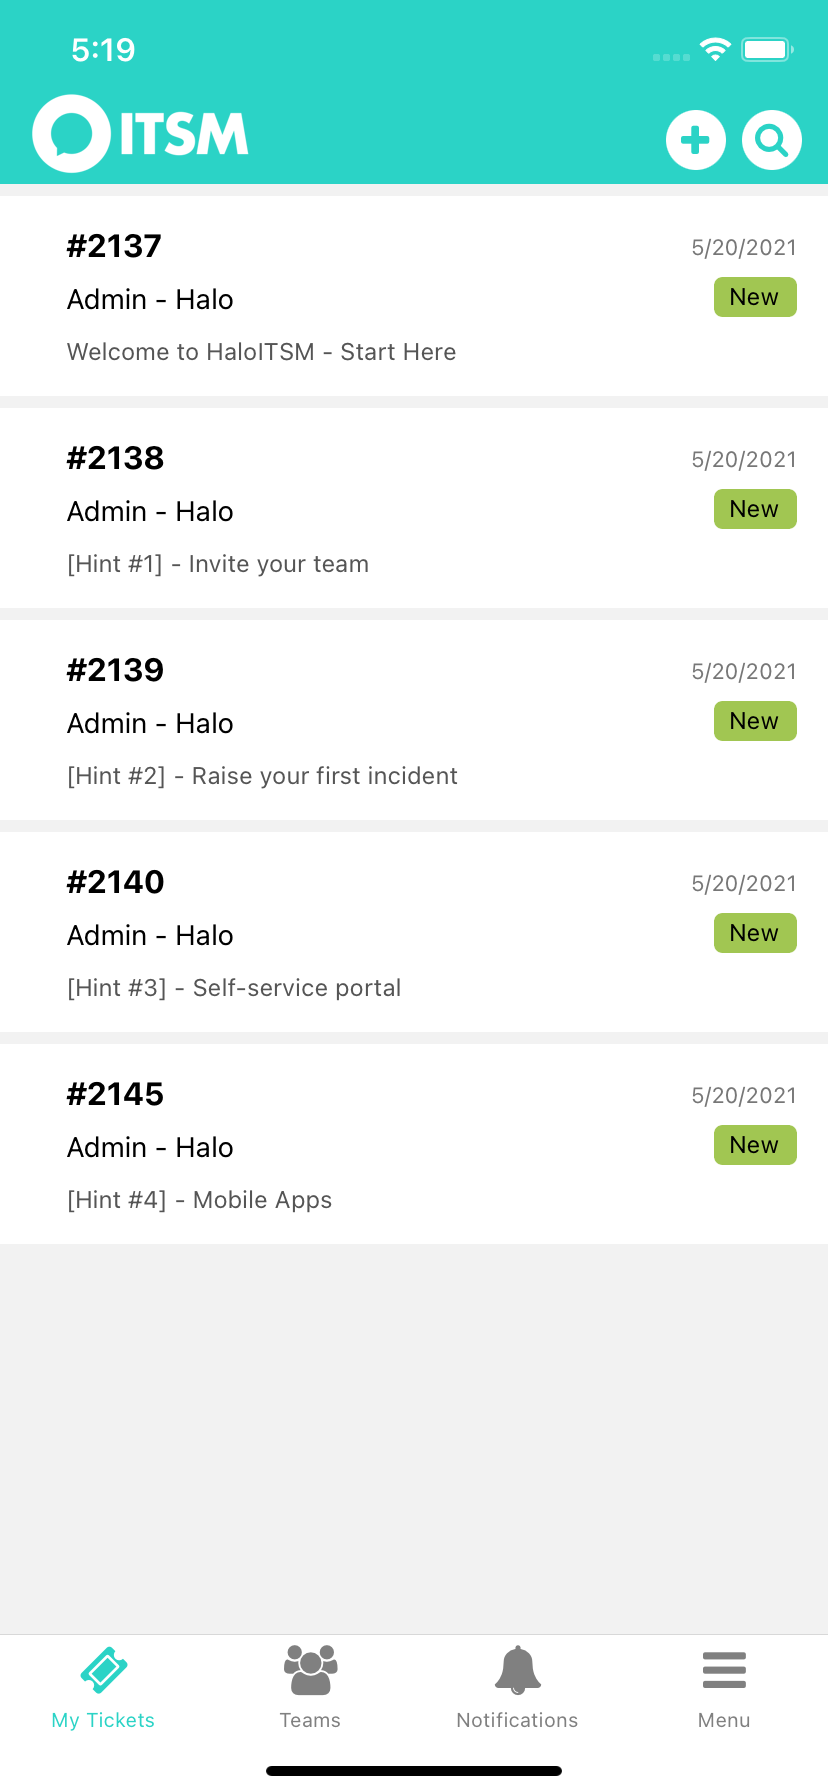 5:19
ITSM
#2137
5/20/2021
Admin - Halo
New
Welcome to HaloITSM - Start Here
#2138
5/20/2021
Admin - Halo
New
[Hint #1] - Invite your team
#2139
5/20/2021
Admin - Halo
New
[Hint #2] - Raise your first incident
#2140
5/20/2021
Admin - Halo
New
[Hint #3] - Self-service portal
#2145
5/20/2021
Admin - Halo
New
[Hint #4] - Mobile Apps
My Tickets
Teams
Notifications
Menu